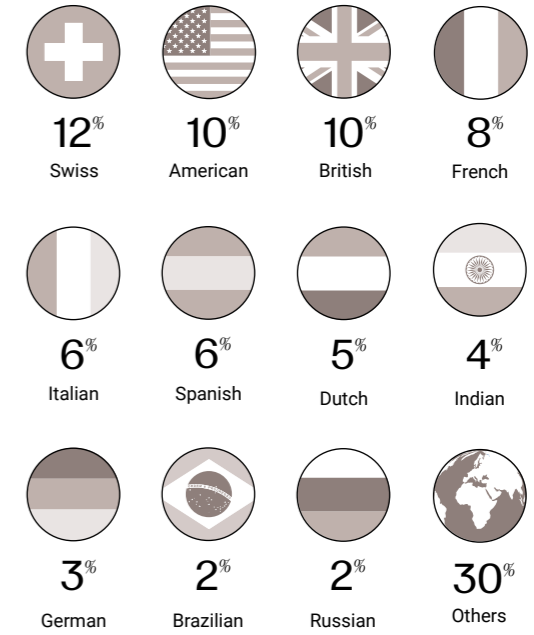 12%
Swiss
10%
American
10%
British
8%
French
6%
Italian
6%
Spanish
5%
Dutch
4%
Indian
3%
German
2%
Brazilian
2%
Russian
30%
Others